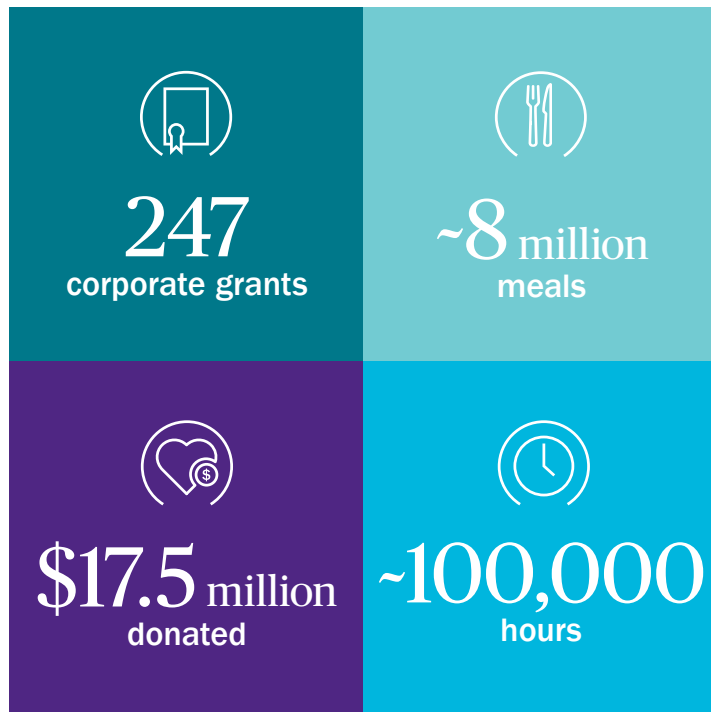 247
corporate grants
~8 million
meals
$
$17.5 million
donated
~100,000
hours